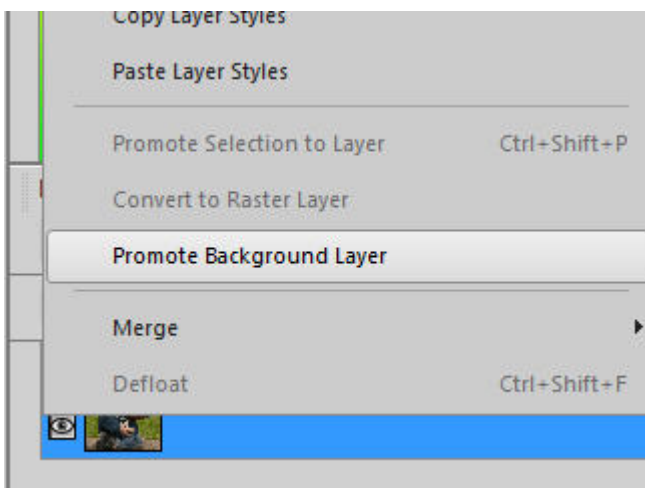 Copy Layer Styles
Paste Layer Styles
Promote Selection to Layer Ctrl+Shift+P
Convert to Raster Layer
Promote Background Layer
Merge
Defloat Ctrl+Shift+F